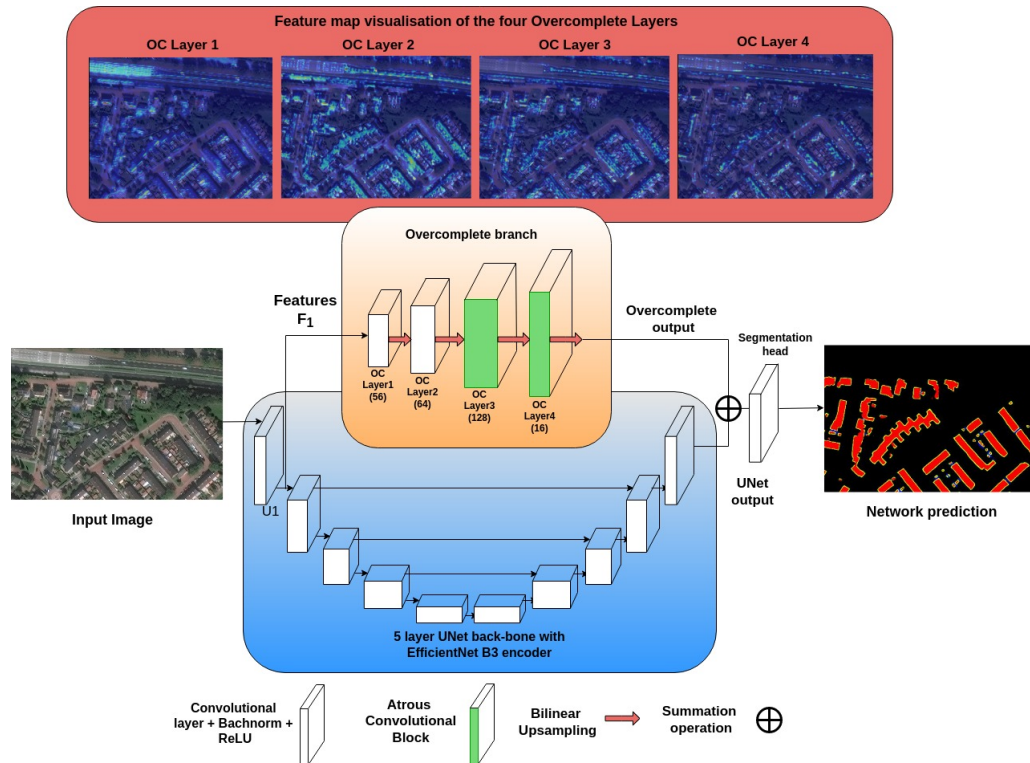 Feature map visualisation of the four Overcomplete Layers
OC Layer 1
OC Layer 2
OC Layer 3
OC Layer 4
Overcomplete branch
Features
F1
OC
Layer1
(56)
OC
Layer2
(64)
OC
Layer3
(128)
OC
Layer4
(16)
Overcomplete
output
Segmentation
head
U1
Input Image
UNet
output
Network prediction
5 layer UNet back-bone with
EfficientNet B3 encoder
Convolutional
layer + Bachnorm +
ReLU
Atrous
Convolutional
Block
Bilinear
Upsampling
Summation
operation